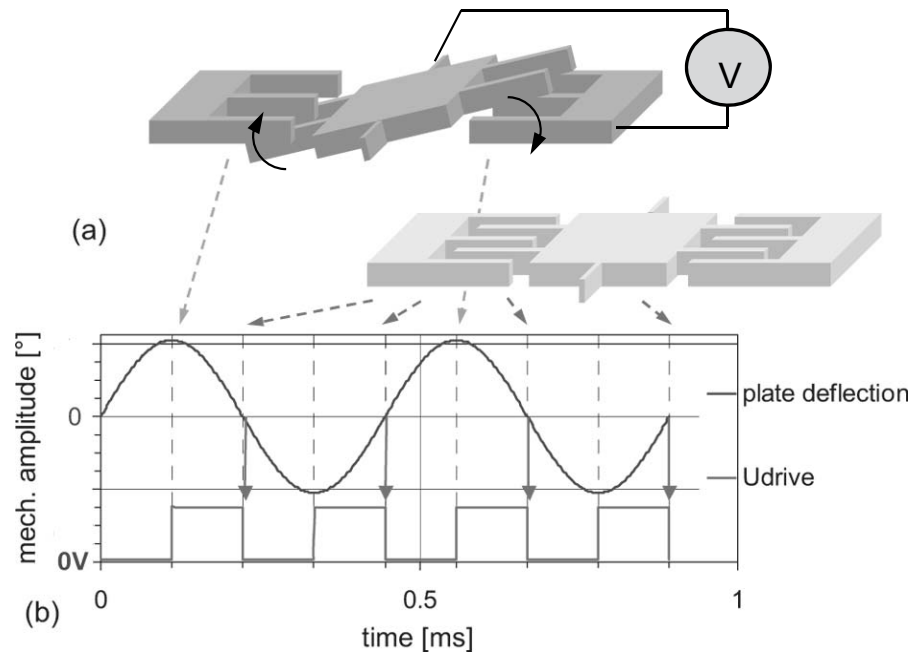 V
(a)
mech. amplitude [°]
0
0V
plate deflection
Udrive
(b)
0
0.5
1
time [ms]